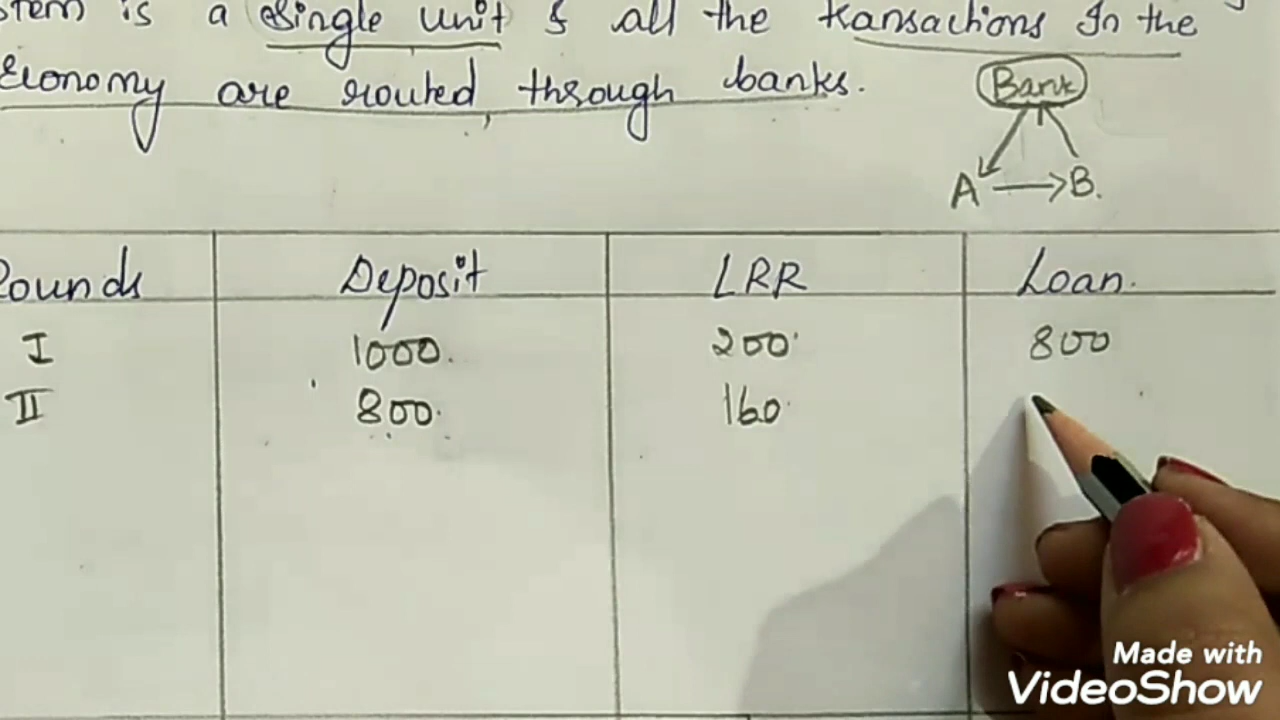 is a single unit & all the transactions In the
Economy are routed through banks.
Bank
A B.
Rounds Deposit LRR Loan.
I 1000. 200. 800
II 800. 160.
Made with
VideoShow